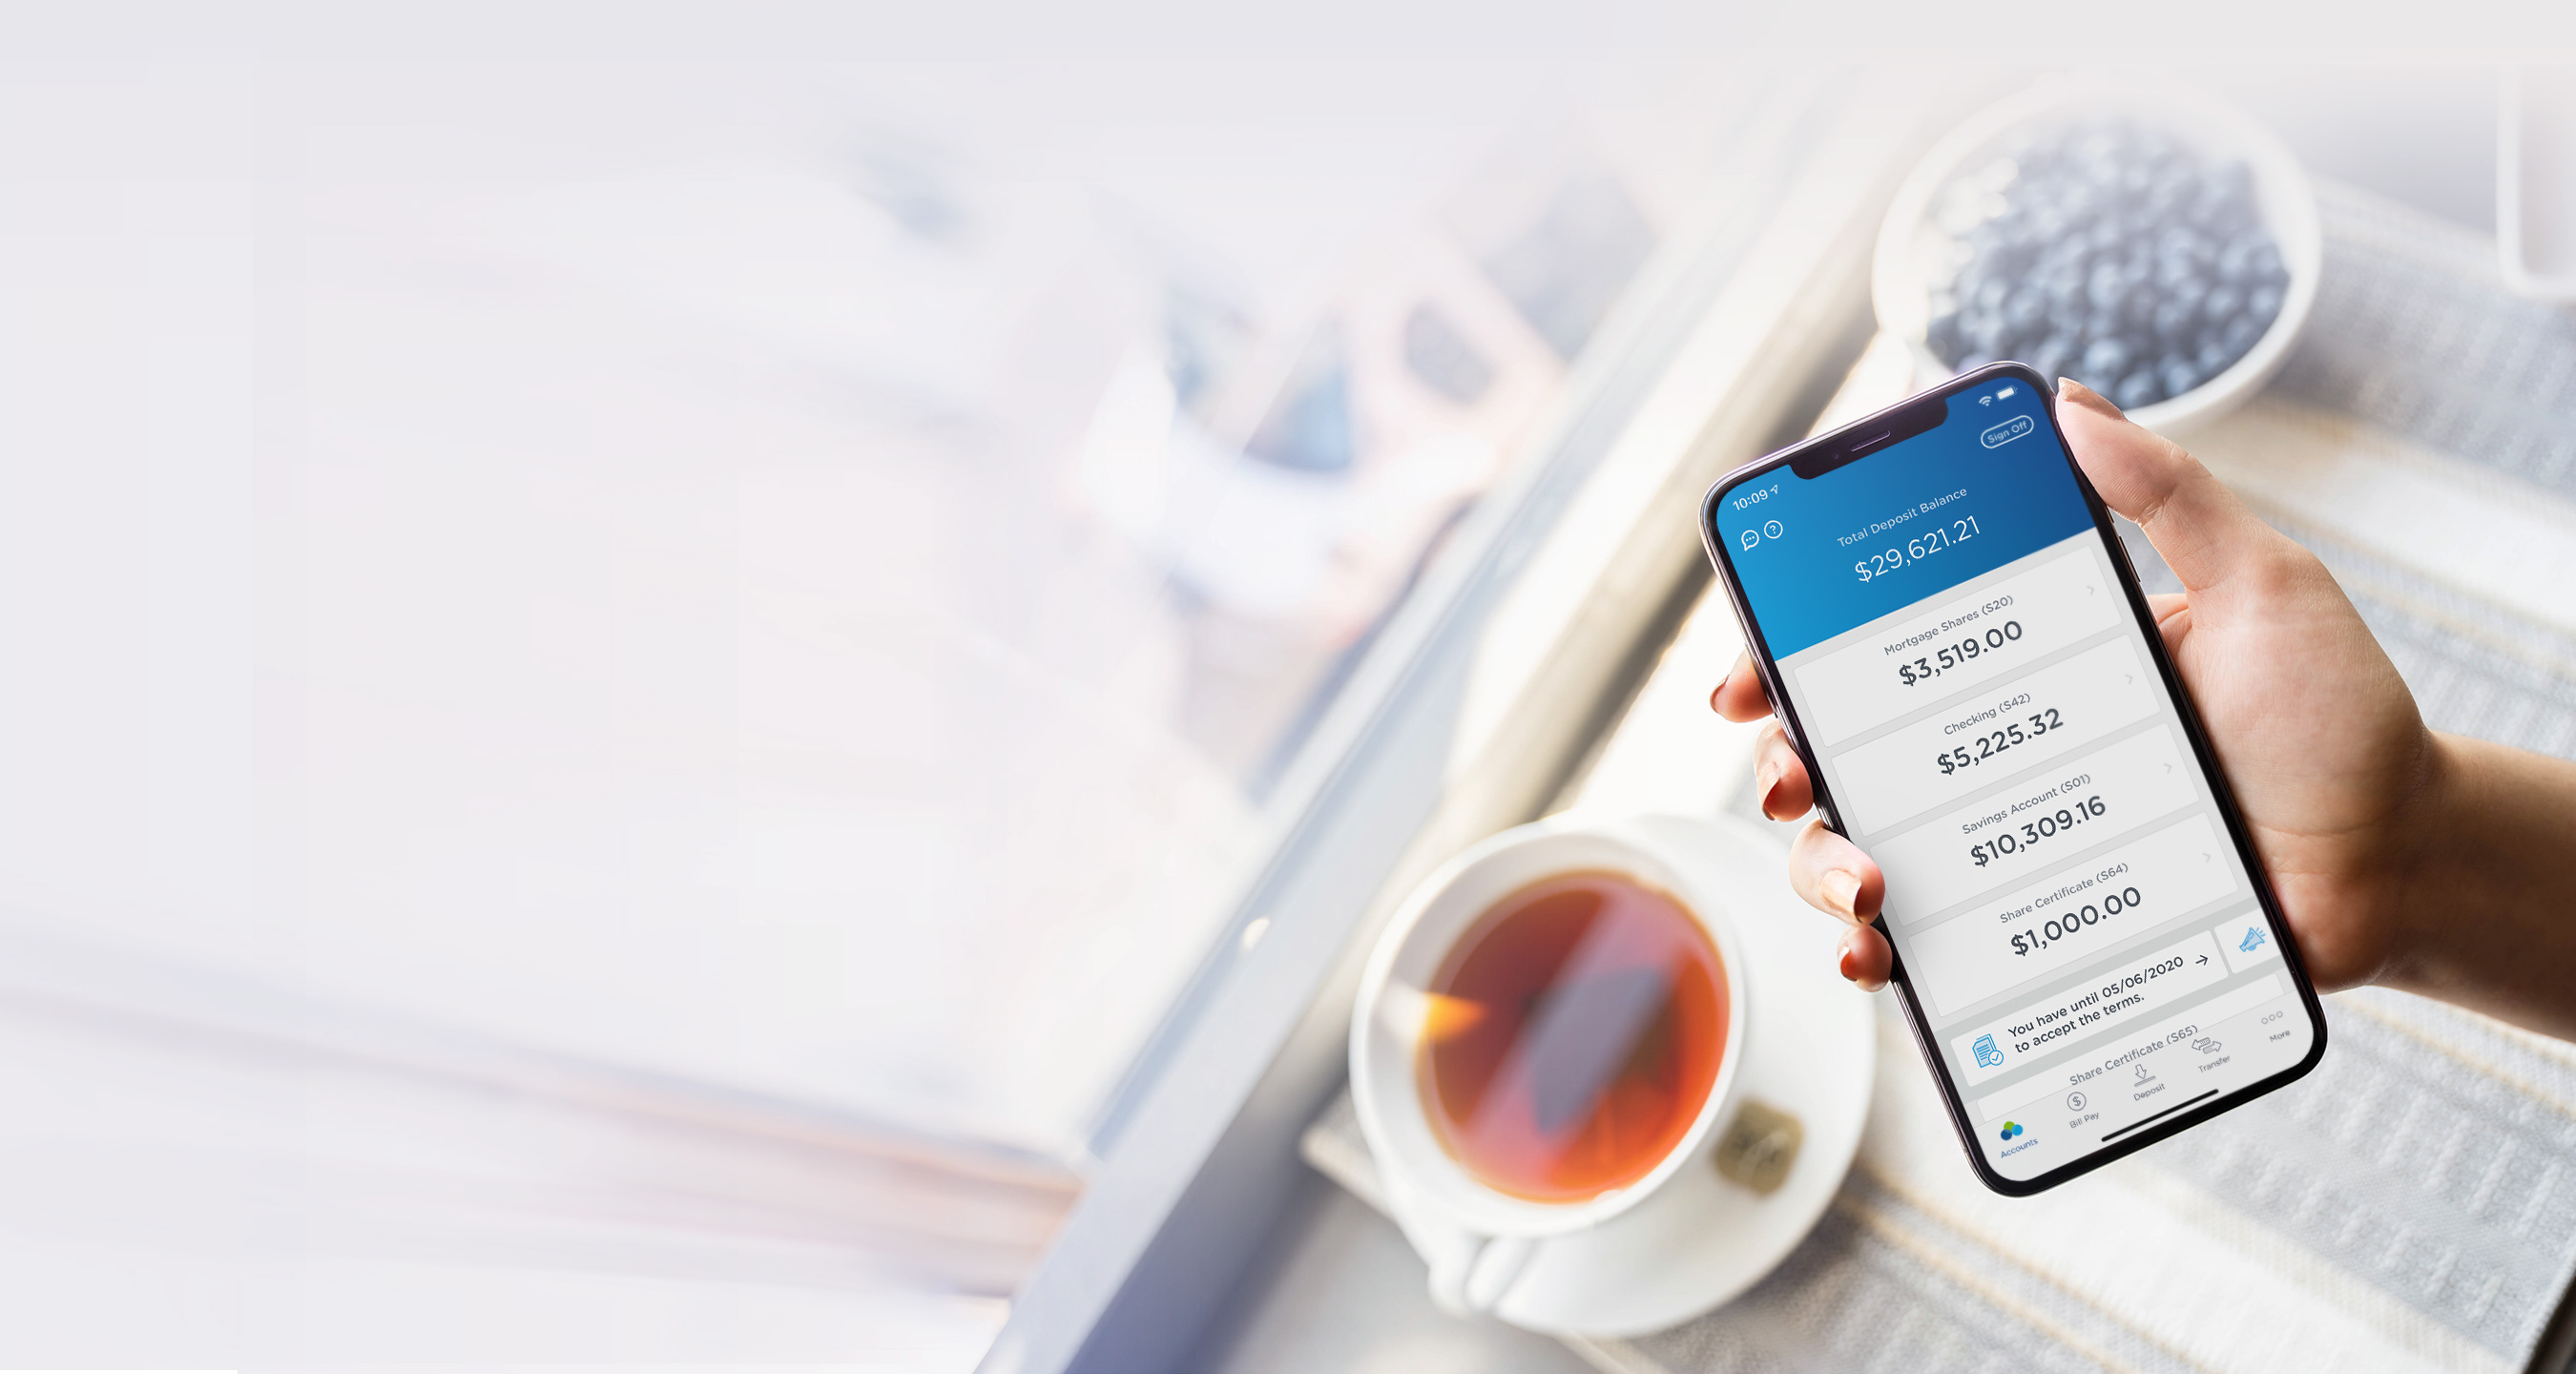 10:09
Sign Off
Total Deposit Balance
$29,621.21
Mortgage Shares (S20)
$3,519.00
Checking (S42)
$5,225.32
Savings Account (S01)
$10,309.16
Share Certificate (S64)
$1,000.00
You have until 05/06/2020
to accept the terms.
Share Certificate (S65)
Accounts
Bill Pay
Deposit
Transfer
More